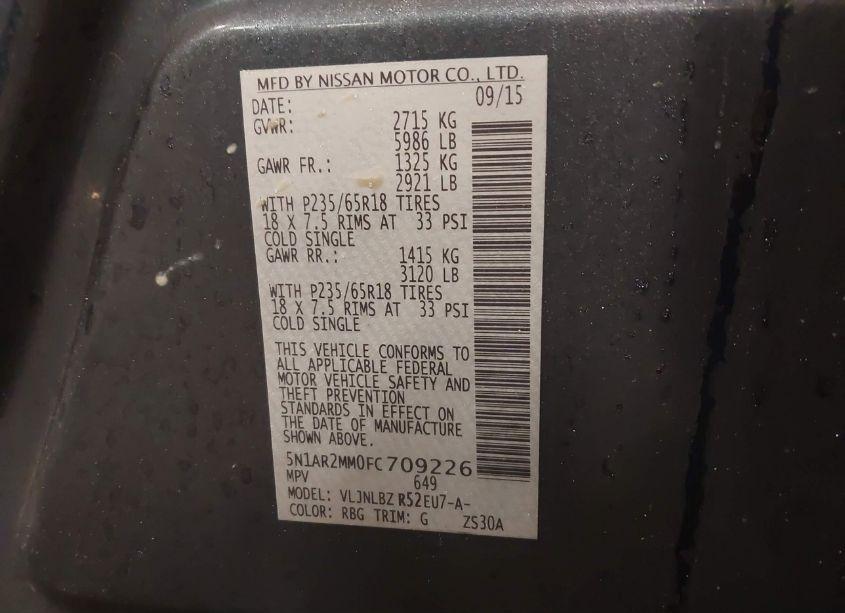 MFD BY NISSAN MOTOR CO., LTD.
DATE: 09/15
GVWR: 2715 KG
5986 LB
GAWR FR.: 1325 KG
2921 LB
WITH P235/65R18 TIRES
18 X 7.5 RIMS AT 33 PSI
COLD SINGLE
GAWR RR.: 1415 KG
3120 LB
WITH P235/65R18 TIRES
18 X 7.5 RIMS AT 33 PSI
COLD SINGLE
THIS VEHICLE CONFORMS TO
ALL APPLICABLE FEDERAL
MOTOR VEHICLE SAFETY AND
THEFT PREVENTION
STANDARDS IN EFFECT ON
THE DATE OF MANUFACTURE
SHOWN ABOVE.
5N1AR2MM0FC709226
MPV 649
MODEL: VLJNLBZ R52EU7-A-
COLOR: RBG TRIM: G ZS30A